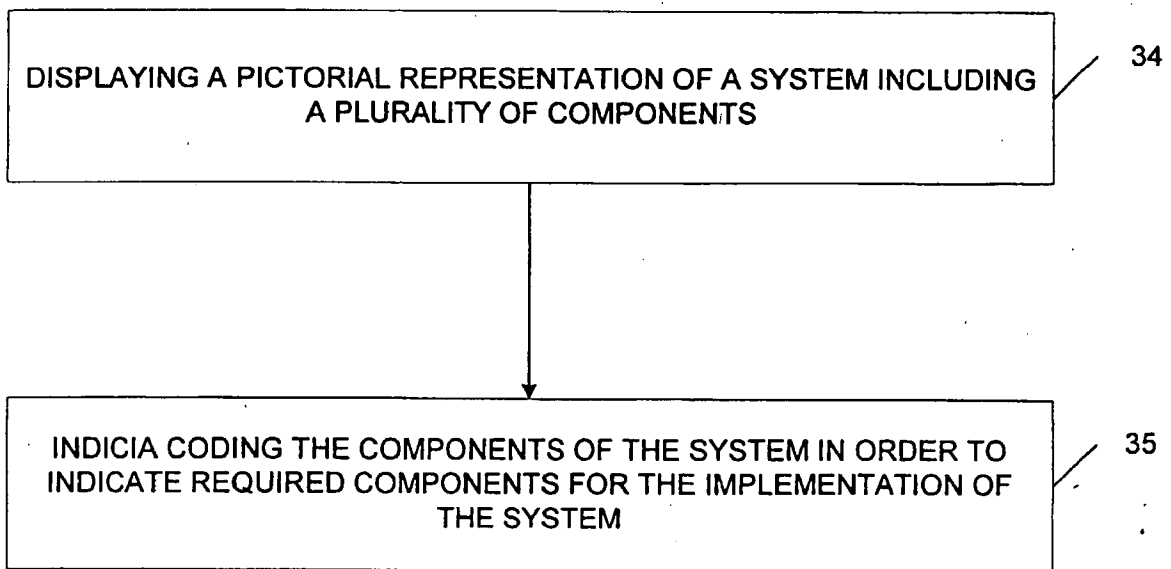 DISPLAYING A PICTORIAL REPRESENTATION OF A SYSTEM INCLUDING
A PLURALITY OF COMPONENTS
34
INDICIA CODING THE COMPONENTS OF THE SYSTEM IN ORDER TO
INDICATE REQUIRED COMPONENTS FOR THE IMPLEMENTATION OF
THE SYSTEM
35